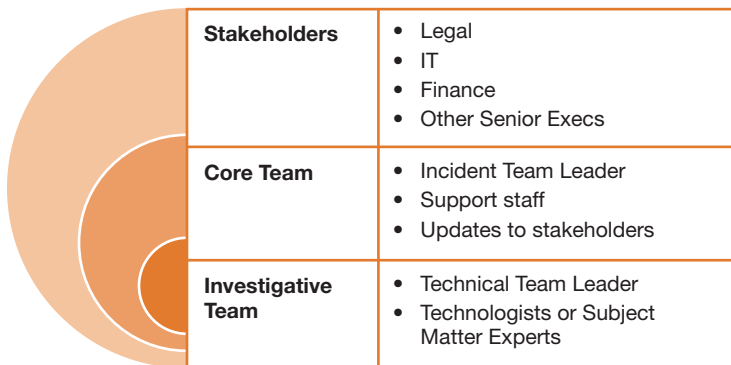 Stakeholders
• Legal
• IT
• Finance
• Other Senior Execs
Core Team
• Incident Team Leader
• Support staff
• Updates to stakeholders
Investigative
Team
• Technical Team Leader
• Technologists or Subject
Matter Experts